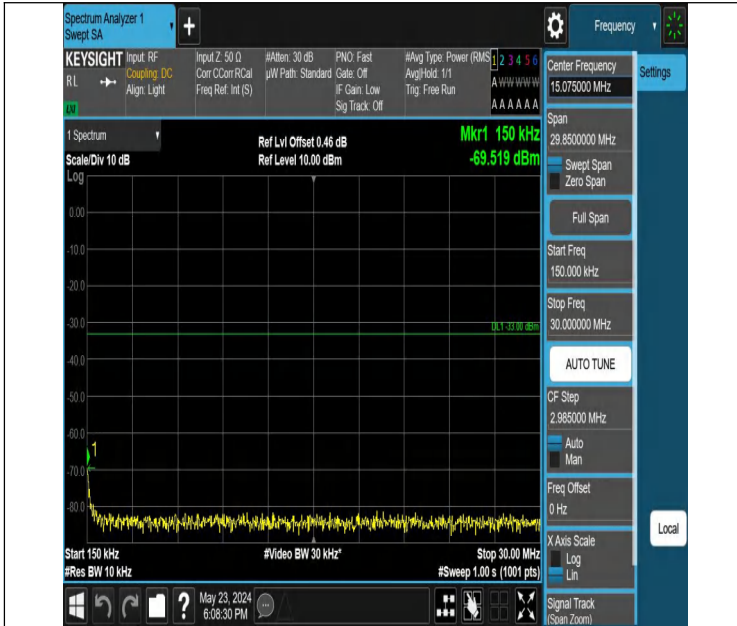 Spectrum Analyzer 1
Swept SA
+
Frequency
KEYSIGHT
RL
Input: RF
Coupling: DC
Align: Light
Input Z: 50 Ω
Corr CCorr RCal
Freq Ref: Int (S)
#Atten: 30 dB
µW Path: Standard
PNO: Fast
Gate: Off
IF Gain: Low
Sig Track: Off
#Avg Type: Power (RMS
Avg|Hold: 1/1
Trig: Free Run
1 2 3 4 5 6
A W W W W W
A A A A A A
1 Spectrum
Scale/Div 10 dB
Log
Ref Lvl Offset 0.46 dB
Ref Level 10.00 dBm
Mkr1 150 kHz
-69.519 dBm
0.00
-10.0
-20.0
-30.0
DL1 -33.00 dBm
-40.0
-50.0
-60.0
1
-70.0
-80.0
Start 150 kHz
#Res BW 10 kHz
#Video BW 30 kHz*
Stop 30.00 MHz
#Sweep 1.00 s (1001 pts)
Center Frequency
15.075000 MHz
Settings
Span
29.8500000 MHz
Swept Span
Zero Span
Full Span
Start Freq
150.000 kHz
Stop Freq
30.000000 MHz
AUTO TUNE
CF Step
2.985000 MHz
Auto
Man
Freq Offset
0 Hz
Local
X Axis Scale
Log
Lin
Signal Track
(Span Zoom)
?
May 23, 2024
6:08:30 PM